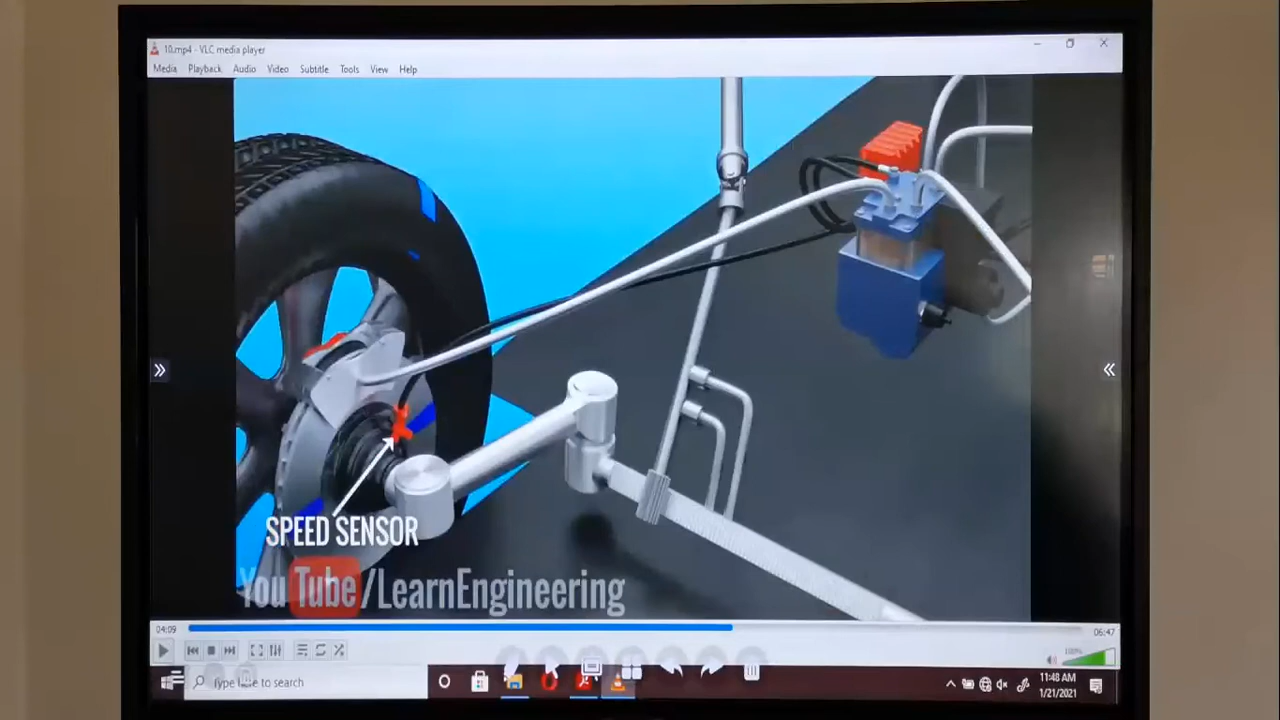 10.mp4 - VLC media player
Media Playback Audio Video Subtitle Tools View Help
SPEED SENSOR
YouTube/LearnEngineering
04:09
06:47
100%
Type here to search
11:48 AM
1/21/2021